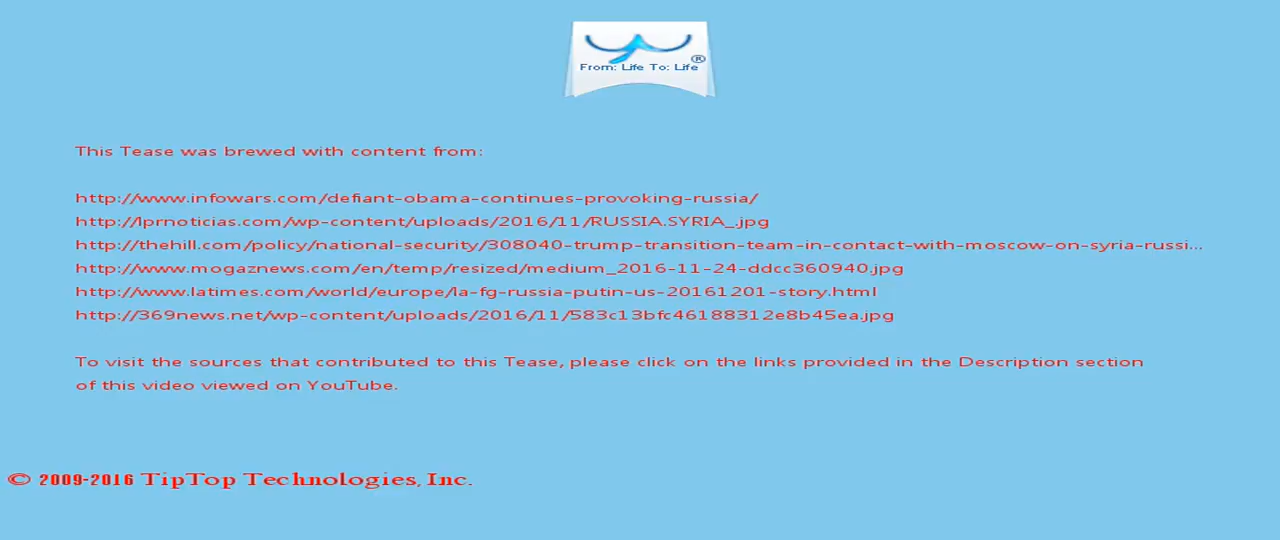 From: Life To: Life
®
This Tease was brewed with content from:
http://www.infowars.com/defiant-obama-continues-provoking-russia/
http://lprnoticias.com/wp-content/uploads/2016/11/RUSSIA.SYRIA_.jpg
http://thehill.com/policy/national-security/308040-trump-transition-team-in-contact-with-moscow-on-syria-russi...
http://www.mogaznews.com/en/temp/resized/medium_2016-11-24-ddcc360940.jpg
http://www.latimes.com/world/europe/la-fg-russia-putin-us-20161201-story.html
http://369news.net/wp-content/uploads/2016/11/583c13bfc46188312e8b45ea.jpg
To visit the sources that contributed to this Tease, please click on the links provided in the Description section
of this video viewed on YouTube.
© 2009-2016 TipTop Technologies, Inc.